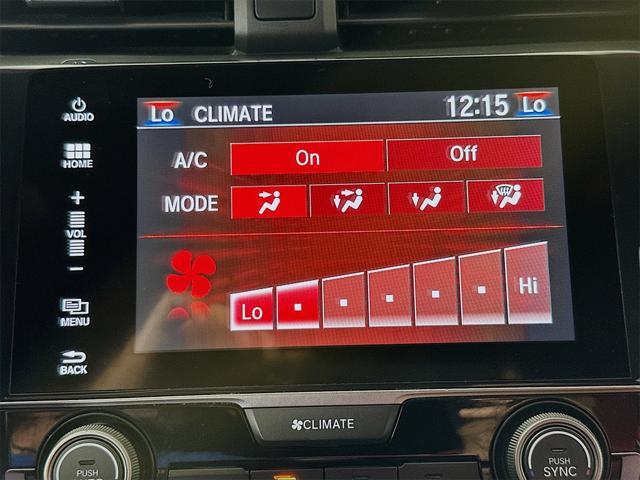 AUDIO
HOME
+
VOL
−
MENU
BACK
Lo CLIMATE 12:15 Lo
A/C On Off
MODE
Lo Hi
CLIMATE
PUSH
PUSH
SYNC